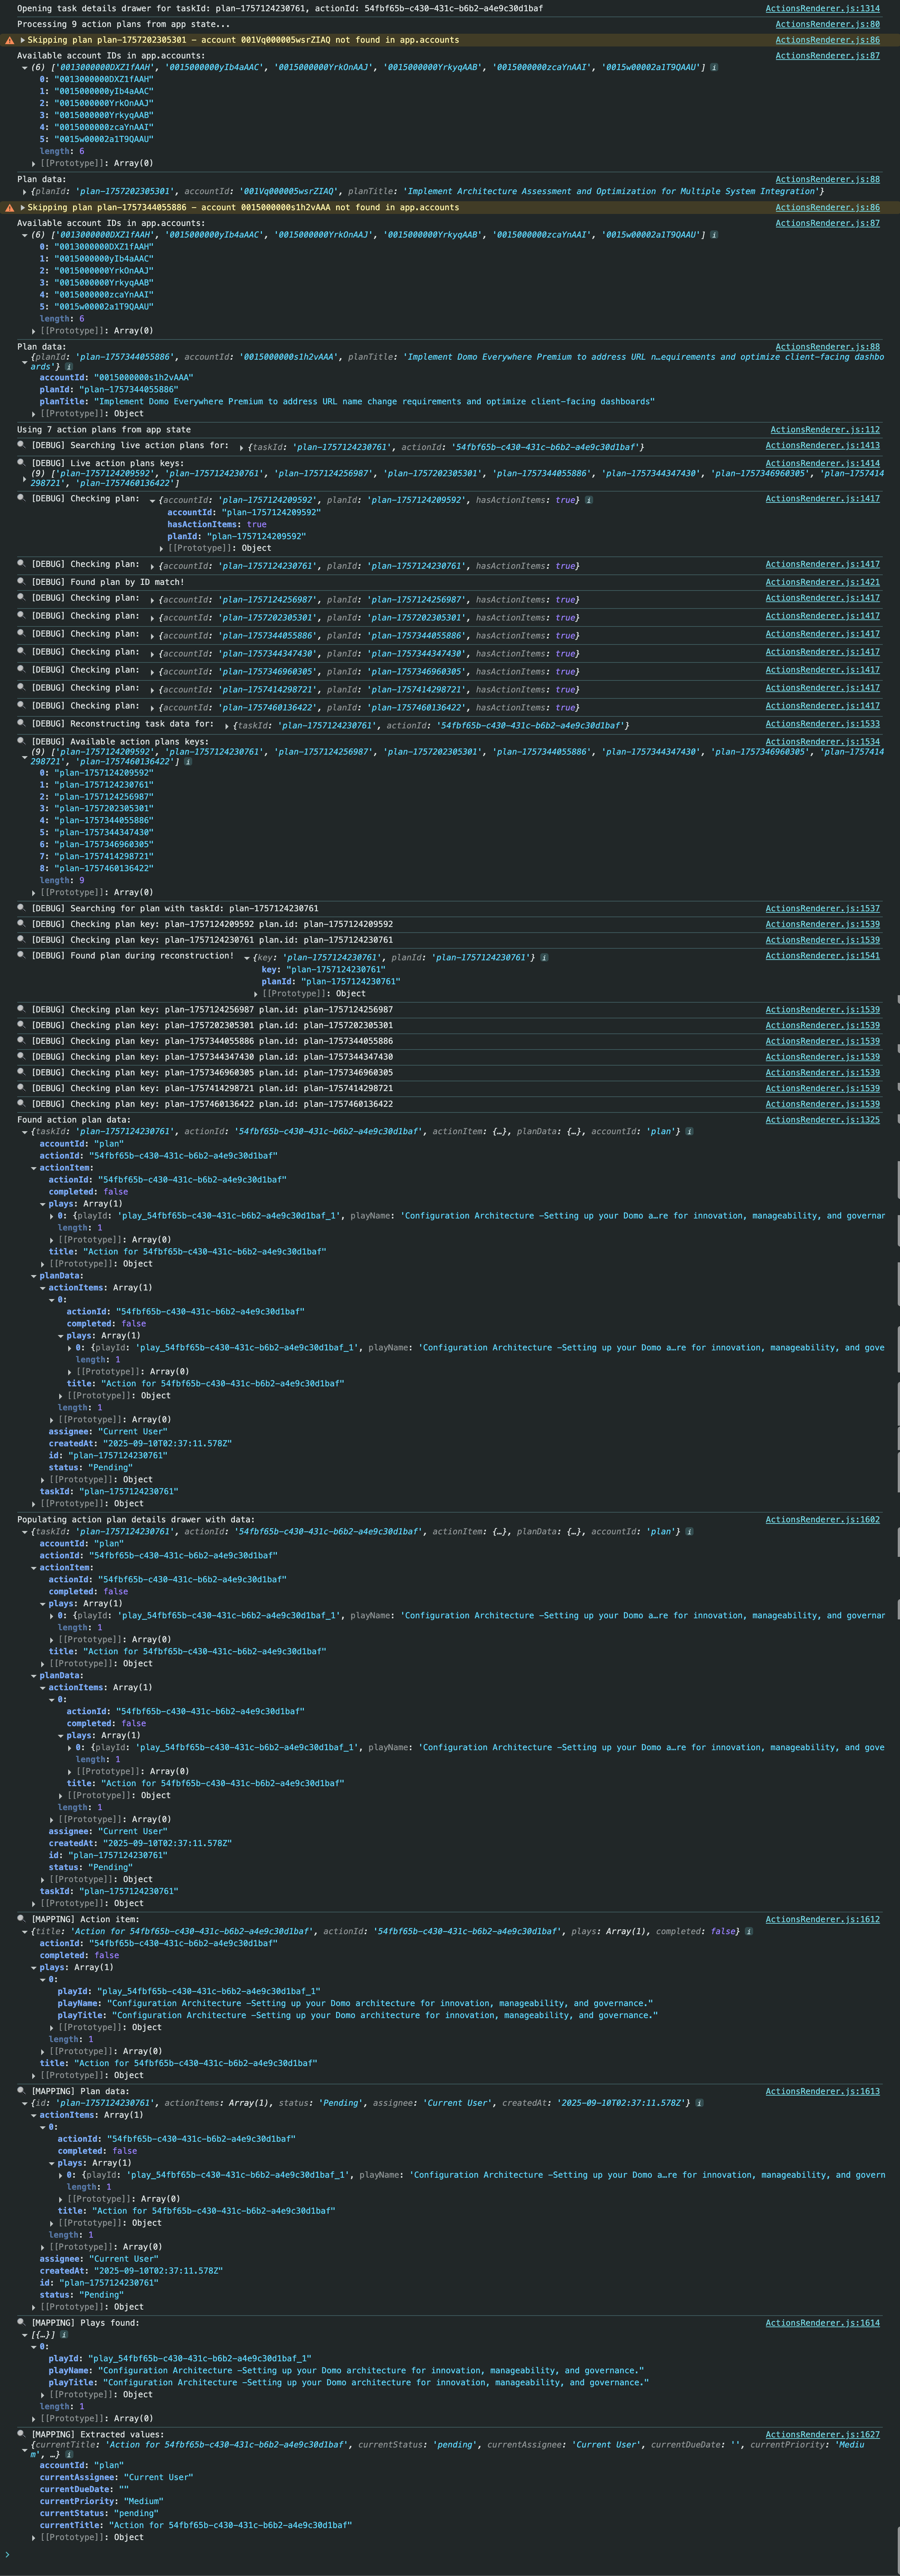 Opening task details drawer for taskId: plan-1757124230761, actionId: 54fbf65b-c430-431c-b6b2-a4e9c30d1baf ActionsRenderer.js:1314
Processing 9 action plans from app state... ActionsRenderer.js:80
Skipping plan plan-1757202305301 - account 001Vq000005wsrZIAQ not found in app.accounts ActionsRenderer.js:86
Available account IDs in app.accounts: ActionsRenderer.js:87
(6) ['0013000000DXZ1fAAH', '0015000000yIb4aAAC', '0015000000YrkOnAAJ', '0015000000YrkyqAAB', '0015000000zcaYnAAI', '0015w00002a1T9QAAU']
0: "0013000000DXZ1fAAH"
1: "0015000000yIb4aAAC"
2: "0015000000YrkOnAAJ"
3: "0015000000YrkyqAAB"
4: "0015000000zcaYnAAI"
5: "0015w00002a1T9QAAU"
length: 6
[[Prototype]]: Array(0)
Plan data: ActionsRenderer.js:88
{planId: 'plan-1757202305301', accountId: '001Vq000005wsrZIAQ', planTitle: 'Implement Architecture Assessment and Optimization for Multiple System Integration'}
Skipping plan plan-1757344055886 - account 0015000000s1h2vAAA not found in app.accounts ActionsRenderer.js:86
Available account IDs in app.accounts: ActionsRenderer.js:87
(6) ['0013000000DXZ1fAAH', '0015000000yIb4aAAC', '0015000000YrkOnAAJ', '0015000000YrkyqAAB', '0015000000zcaYnAAI', '0015w00002a1T9QAAU']
0: "0013000000DXZ1fAAH"
1: "0015000000yIb4aAAC"
2: "0015000000YrkOnAAJ"
3: "0015000000YrkyqAAB"
4: "0015000000zcaYnAAI"
5: "0015w00002a1T9QAAU"
length: 6
[[Prototype]]: Array(0)
Plan data: ActionsRenderer.js:88
{planId: 'plan-1757344055886', accountId: '0015000000s1h2vAAA', planTitle: 'Implement Domo Everywhere Premium to address URL n…equirements and optimize client-facing dashbo
ards'}
accountId: "0015000000s1h2vAAA"
planId: "plan-1757344055886"
planTitle: "Implement Domo Everywhere Premium to address URL name change requirements and optimize client-facing dashboards"
[[Prototype]]: Object
Using 7 action plans from app state ActionsRenderer.js:112
[DEBUG] Searching live action plans for: {taskId: 'plan-1757124230761', actionId: '54fbf65b-c430-431c-b6b2-a4e9c30d1baf'} ActionsRenderer.js:1413
[DEBUG] Live action plans keys: ActionsRenderer.js:1414
(9) ['plan-1757124209592', 'plan-1757124230761', 'plan-1757124256987', 'plan-1757202305301', 'plan-1757344055886', 'plan-1757344347430', 'plan-1757346960305', 'plan-1757414
298721', 'plan-1757460136422']
[DEBUG] Checking plan: {accountId: 'plan-1757124209592', planId: 'plan-1757124209592', hasActionItems: true} ActionsRenderer.js:1417
accountId: "plan-1757124209592"
hasActionItems: true
planId: "plan-1757124209592"
[[Prototype]]: Object
[DEBUG] Checking plan: {accountId: 'plan-1757124230761', planId: 'plan-1757124230761', hasActionItems: true} ActionsRenderer.js:1417
[DEBUG] Found plan by ID match! ActionsRenderer.js:1421
[DEBUG] Checking plan: {accountId: 'plan-1757124256987', planId: 'plan-1757124256987', hasActionItems: true} ActionsRenderer.js:1417
[DEBUG] Checking plan: {accountId: 'plan-1757202305301', planId: 'plan-1757202305301', hasActionItems: true} ActionsRenderer.js:1417
[DEBUG] Checking plan: {accountId: 'plan-1757344055886', planId: 'plan-1757344055886', hasActionItems: true} ActionsRenderer.js:1417
[DEBUG] Checking plan: {accountId: 'plan-1757344347430', planId: 'plan-1757344347430', hasActionItems: true} ActionsRenderer.js:1417
[DEBUG] Checking plan: {accountId: 'plan-1757346960305', planId: 'plan-1757346960305', hasActionItems: true} ActionsRenderer.js:1417
[DEBUG] Checking plan: {accountId: 'plan-1757414298721', planId: 'plan-1757414298721', hasActionItems: true} ActionsRenderer.js:1417
[DEBUG] Checking plan: {accountId: 'plan-1757460136422', planId: 'plan-1757460136422', hasActionItems: true} ActionsRenderer.js:1417
[DEBUG] Reconstructing task data for: {taskId: 'plan-1757124230761', actionId: '54fbf65b-c430-431c-b6b2-a4e9c30d1baf'} ActionsRenderer.js:1533
[DEBUG] Available action plans keys: ActionsRenderer.js:1534
(9) ['plan-1757124209592', 'plan-1757124230761', 'plan-1757124256987', 'plan-1757202305301', 'plan-1757344055886', 'plan-1757344347430', 'plan-1757346960305', 'plan-1757414
298721', 'plan-1757460136422']
0: "plan-1757124209592"
1: "plan-1757124230761"
2: "plan-1757124256987"
3: "plan-1757202305301"
4: "plan-1757344055886"
5: "plan-1757344347430"
6: "plan-1757346960305"
7: "plan-1757414298721"
8: "plan-1757460136422"
length: 9
[[Prototype]]: Array(0)
[DEBUG] Searching for plan with taskId: plan-1757124230761 ActionsRenderer.js:1537
[DEBUG] Checking plan key: plan-1757124209592 plan.id: plan-1757124209592 ActionsRenderer.js:1539
[DEBUG] Checking plan key: plan-1757124230761 plan.id: plan-1757124230761 ActionsRenderer.js:1539
[DEBUG] Found plan during reconstruction! {key: 'plan-1757124230761', planId: 'plan-1757124230761'} ActionsRenderer.js:1541
key: "plan-1757124230761"
planId: "plan-1757124230761"
[[Prototype]]: Object
[DEBUG] Checking plan key: plan-1757124256987 plan.id: plan-1757124256987 ActionsRenderer.js:1539
[DEBUG] Checking plan key: plan-1757202305301 plan.id: plan-1757202305301 ActionsRenderer.js:1539
[DEBUG] Checking plan key: plan-1757344055886 plan.id: plan-1757344055886 ActionsRenderer.js:1539
[DEBUG] Checking plan key: plan-1757344347430 plan.id: plan-1757344347430 ActionsRenderer.js:1539
[DEBUG] Checking plan key: plan-1757346960305 plan.id: plan-1757346960305 ActionsRenderer.js:1539
[DEBUG] Checking plan key: plan-1757414298721 plan.id: plan-1757414298721 ActionsRenderer.js:1539
[DEBUG] Checking plan key: plan-1757460136422 plan.id: plan-1757460136422 ActionsRenderer.js:1539
Found action plan data: ActionsRenderer.js:1325
{taskId: 'plan-1757124230761', actionId: '54fbf65b-c430-431c-b6b2-a4e9c30d1baf', actionItem: {…}, planData: {…}, accountId: 'plan'}
accountId: "plan"
actionId: "54fbf65b-c430-431c-b6b2-a4e9c30d1baf"
actionItem:
actionId: "54fbf65b-c430-431c-b6b2-a4e9c30d1baf"
completed: false
plays: Array(1)
0: {playId: 'play_54fbf65b-c430-431c-b6b2-a4e9c30d1baf_1', playName: 'Configuration Architecture –Setting up your Domo a…re for innovation, manageability, and governar
length: 1
[[Prototype]]: Array(0)
title: "Action for 54fbf65b-c430-431c-b6b2-a4e9c30d1baf"
[[Prototype]]: Object
planData:
actionItems: Array(1)
0:
actionId: "54fbf65b-c430-431c-b6b2-a4e9c30d1baf"
completed: false
plays: Array(1)
0: {playId: 'play_54fbf65b-c430-431c-b6b2-a4e9c30d1baf_1', playName: 'Configuration Architecture –Setting up your Domo a…re for innovation, manageability, and gove
length: 1
[[Prototype]]: Array(0)
title: "Action for 54fbf65b-c430-431c-b6b2-a4e9c30d1baf"
[[Prototype]]: Object
length: 1
[[Prototype]]: Array(0)
assignee: "Current User"
createdAt: "2025-09-10T02:37:11.578Z"
id: "plan-1757124230761"
status: "Pending"
[[Prototype]]: Object
taskId: "plan-1757124230761"
[[Prototype]]: Object
Populating action plan details drawer with data: ActionsRenderer.js:1602
{taskId: 'plan-1757124230761', actionId: '54fbf65b-c430-431c-b6b2-a4e9c30d1baf', actionItem: {…}, planData: {…}, accountId: 'plan'}
accountId: "plan"
actionId: "54fbf65b-c430-431c-b6b2-a4e9c30d1baf"
actionItem:
actionId: "54fbf65b-c430-431c-b6b2-a4e9c30d1baf"
completed: false
plays: Array(1)
0: {playId: 'play_54fbf65b-c430-431c-b6b2-a4e9c30d1baf_1', playName: 'Configuration Architecture –Setting up your Domo a…re for innovation, manageability, and governar
length: 1
[[Prototype]]: Array(0)
title: "Action for 54fbf65b-c430-431c-b6b2-a4e9c30d1baf"
[[Prototype]]: Object
planData:
actionItems: Array(1)
0:
actionId: "54fbf65b-c430-431c-b6b2-a4e9c30d1baf"
completed: false
plays: Array(1)
0: {playId: 'play_54fbf65b-c430-431c-b6b2-a4e9c30d1baf_1', playName: 'Configuration Architecture –Setting up your Domo a…re for innovation, manageability, and gove
length: 1
[[Prototype]]: Array(0)
title: "Action for 54fbf65b-c430-431c-b6b2-a4e9c30d1baf"
[[Prototype]]: Object
length: 1
[[Prototype]]: Array(0)
assignee: "Current User"
createdAt: "2025-09-10T02:37:11.578Z"
id: "plan-1757124230761"
status: "Pending"
[[Prototype]]: Object
taskId: "plan-1757124230761"
[[Prototype]]: Object
[MAPPING] Action item: ActionsRenderer.js:1612
{title: 'Action for 54fbf65b-c430-431c-b6b2-a4e9c30d1baf', actionId: '54fbf65b-c430-431c-b6b2-a4e9c30d1baf', plays: Array(1), completed: false}
actionId: "54fbf65b-c430-431c-b6b2-a4e9c30d1baf"
completed: false
plays: Array(1)
0:
playId: "play_54fbf65b-c430-431c-b6b2-a4e9c30d1baf_1"
playName: "Configuration Architecture –Setting up your Domo architecture for innovation, manageability, and governance."
playTitle: "Configuration Architecture –Setting up your Domo architecture for innovation, manageability, and governance."
[[Prototype]]: Object
length: 1
[[Prototype]]: Array(0)
title: "Action for 54fbf65b-c430-431c-b6b2-a4e9c30d1baf"
[[Prototype]]: Object
[MAPPING] Plan data: ActionsRenderer.js:1613
{id: 'plan-1757124230761', actionItems: Array(1), status: 'Pending', assignee: 'Current User', createdAt: '2025-09-10T02:37:11.578Z'}
actionItems: Array(1)
0:
actionId: "54fbf65b-c430-431c-b6b2-a4e9c30d1baf"
completed: false
plays: Array(1)
0: {playId: 'play_54fbf65b-c430-431c-b6b2-a4e9c30d1baf_1', playName: 'Configuration Architecture –Setting up your Domo a…re for innovation, manageability, and govern
length: 1
[[Prototype]]: Array(0)
title: "Action for 54fbf65b-c430-431c-b6b2-a4e9c30d1baf"
[[Prototype]]: Object
length: 1
[[Prototype]]: Array(0)
assignee: "Current User"
createdAt: "2025-09-10T02:37:11.578Z"
id: "plan-1757124230761"
status: "Pending"
[[Prototype]]: Object
[MAPPING] Plays found: ActionsRenderer.js:1614
[{…}]
0:
playId: "play_54fbf65b-c430-431c-b6b2-a4e9c30d1baf_1"
playName: "Configuration Architecture –Setting up your Domo architecture for innovation, manageability, and governance."
playTitle: "Configuration Architecture –Setting up your Domo architecture for innovation, manageability, and governance."
[[Prototype]]: Object
length: 1
[[Prototype]]: Array(0)
[MAPPING] Extracted values: ActionsRenderer.js:1627
{currentTitle: 'Action for 54fbf65b-c430-431c-b6b2-a4e9c30d1baf', currentStatus: 'pending', currentAssignee: 'Current User', currentDueDate: '', currentPriority: 'Mediu
m', …}
accountId: "plan"
currentAssignee: "Current User"
currentDueDate: ""
currentPriority: "Medium"
currentStatus: "pending"
currentTitle: "Action for 54fbf65b-c430-431c-b6b2-a4e9c30d1baf"
[[Prototype]]: Object